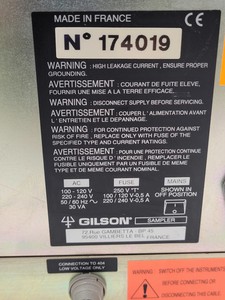 MADE IN FRANCE CE
N° 174019
WARNING : HIGH LEAKAGE CURRENT, ENSURE PROPER
GROUNDING.
AVERTISSEMENT : COURANT DE FUITE ELEVE,
FOURNIR UNE MISE A LA TERRE EFFICACE.
WARNING : DISCONNECT SUPPLY BEFORE SERVICING.
AVERTISSEMENT : COUPER L' ALIMENTATION AVANT
L' ENTRETIEN ET LE DEPANNAGE.
WARNING : FOR CONTINUED PROTECTION AGAINST
RISK OF FIRE, REPLACE ONLY WITH FUSE OF THE
SPECIFIED TYPE AND CURRENT RATINGS.
AVERTISSEMENT : POUR UNE PROTECTION CONTINUE
CONTRE LE RISQUE D' INCENDIE, REMPLACER LE
FUSIBLE UNIQUEMENT PAR UN FUSIBLE DE MEME
TYPE ET DE MEME COURANT DIT.
AC FUSE MAINS
100 - 120 V 250 V T
220 - 240 V 100 / 120 V-0,5 A
50 / 60 Hz 220 / 240 V-0,5 A
30 VA
SHOWN IN
OFF POSITION
GILSON SAMPLER
72 Rue GAMBETTA - BP 45
95400 VILLIERS LE BEL FRANCE
CONNECTION TO 404
LOW VOLTAGE ONLY
WARNING : SWITCH OFF THE INSTRUMENTS
BEFORE CONNECTING OR
DISCONNECTING THIS CABLE